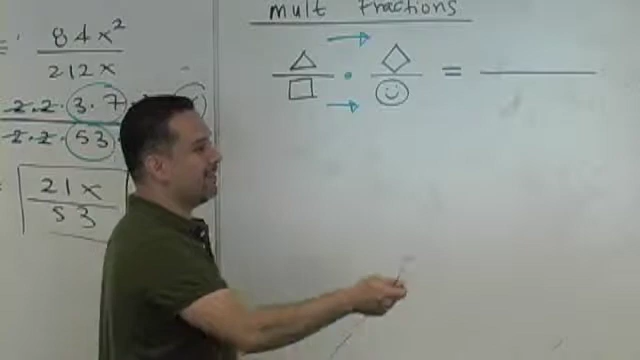 = 84x²
212x
2·2·3·7
2·2·53
= 21x
53
mult Fractions
· =